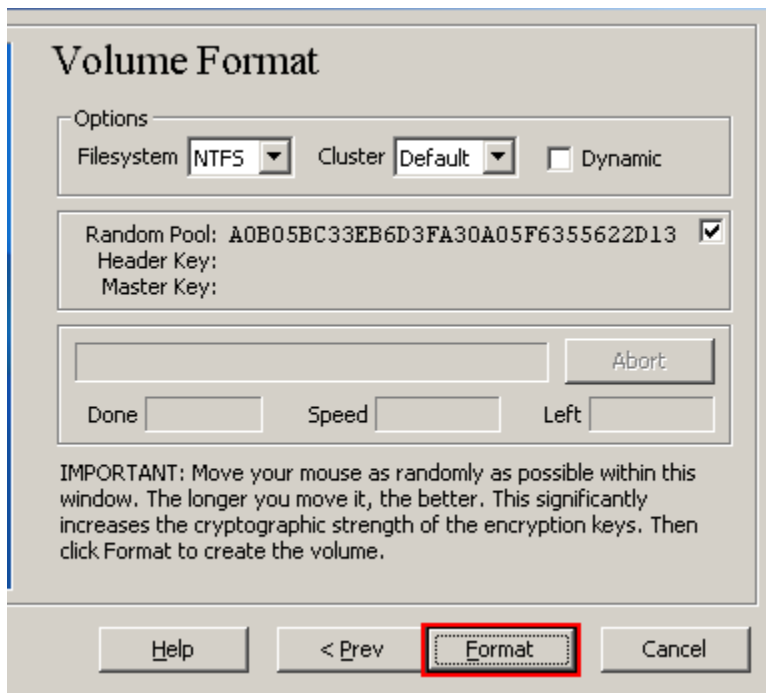 Volume Format
Options
Filesystem NTFS Cluster Default Dynamic
Random Pool: A0B05BC33EB6D3FA30A05F6355622D13
Header Key:
Master Key:
Abort
Done Speed Left
IMPORTANT: Move your mouse as randomly as possible within this
window. The longer you move it, the better. This significantly
increases the cryptographic strength of the encryption keys. Then
click Format to create the volume.
Help < Prev Format Cancel